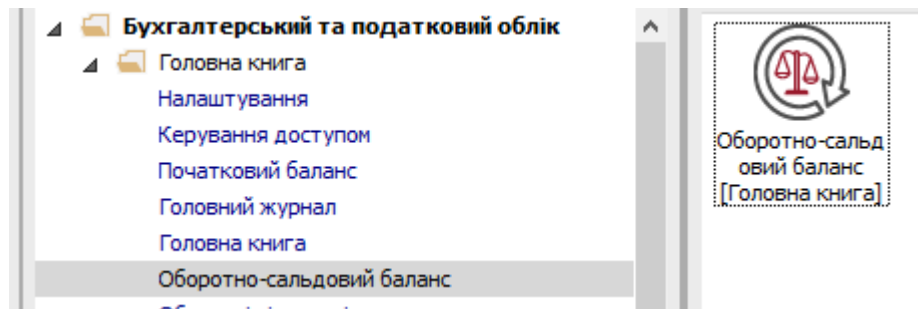 Бухгалтерський та податковий облік
Головна книга
Налаштування
Керування доступом
Початковий баланс
Головний журнал
Головна книга
Оборотно-сальдовий баланс
Оборотно-сальд
овий баланс
[Головна книга]